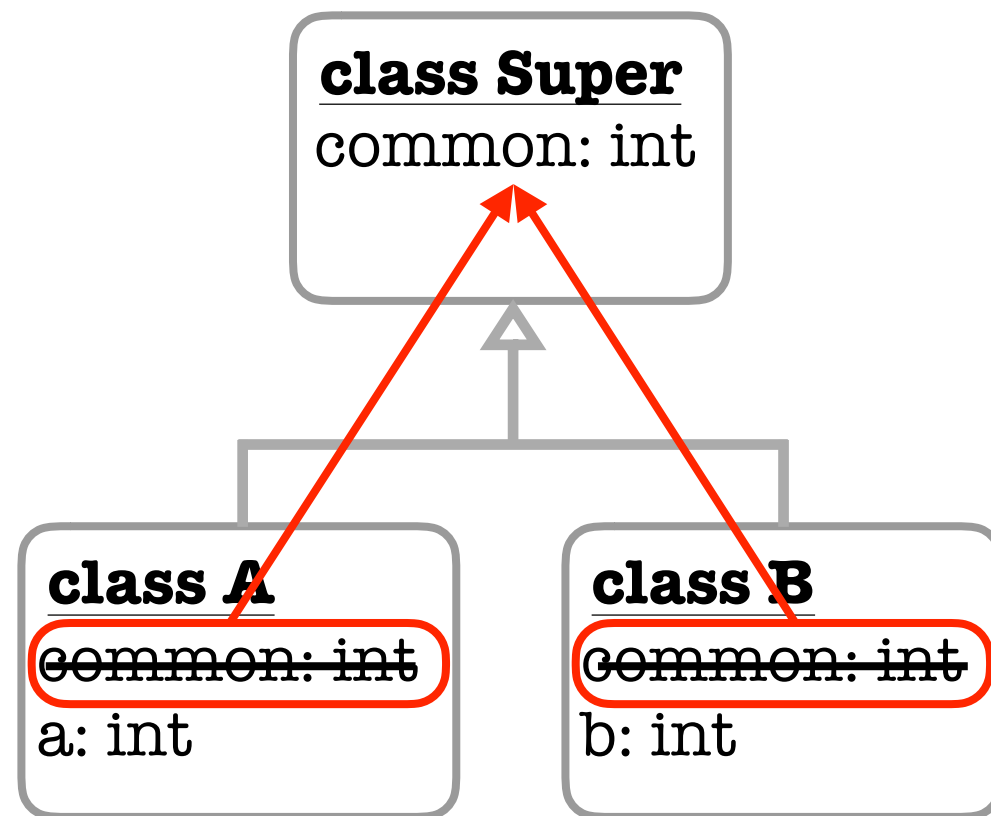 class Super
common: int
class A
common: int
a: int
class B
common: int
b: int